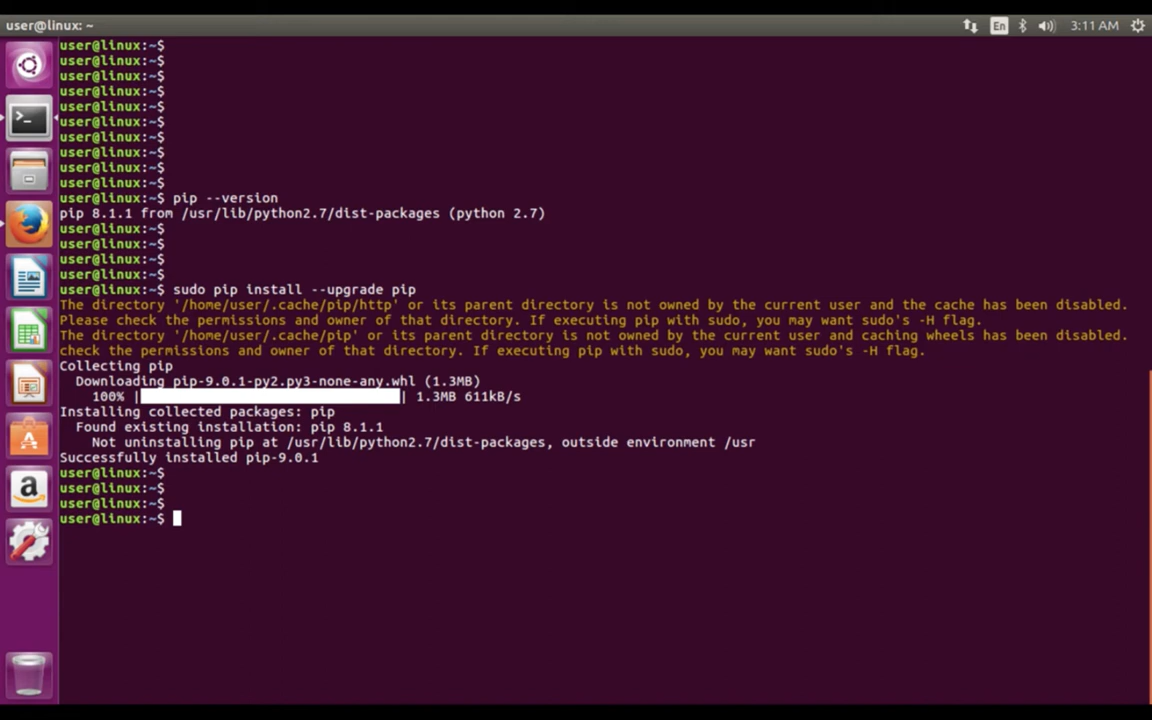 user@linux: ~
En
3:11 AM
user@linux:~$
user@linux:~$
user@linux:~$
user@linux:~$
user@linux:~$
user@linux:~$
user@linux:~$
user@linux:~$
user@linux:~$
user@linux:~$
user@linux:~$ pip --version
pip 8.1.1 from /usr/lib/python2.7/dist-packages (python 2.7)
user@linux:~$
user@linux:~$
user@linux:~$
user@linux:~$
user@linux:~$ sudo pip install --upgrade pip
The directory '/home/user/.cache/pip/http' or its parent directory is not owned by the current user and the cache has been disabled.
Please check the permissions and owner of that directory. If executing pip with sudo, you may want sudo's -H flag.
The directory '/home/user/.cache/pip' or its parent directory is not owned by the current user and caching wheels has been disabled.
check the permissions and owner of that directory. If executing pip with sudo, you may want sudo's -H flag.
Collecting pip
Downloading pip-9.0.1-py2.py3-none-any.whl (1.3MB)
100% | | 1.3MB 611kB/s
Installing collected packages: pip
Found existing installation: pip 8.1.1
Not uninstalling pip at /usr/lib/python2.7/dist-packages, outside environment /usr
Successfully installed pip-9.0.1
user@linux:~$
user@linux:~$
user@linux:~$
user@linux:~$
a